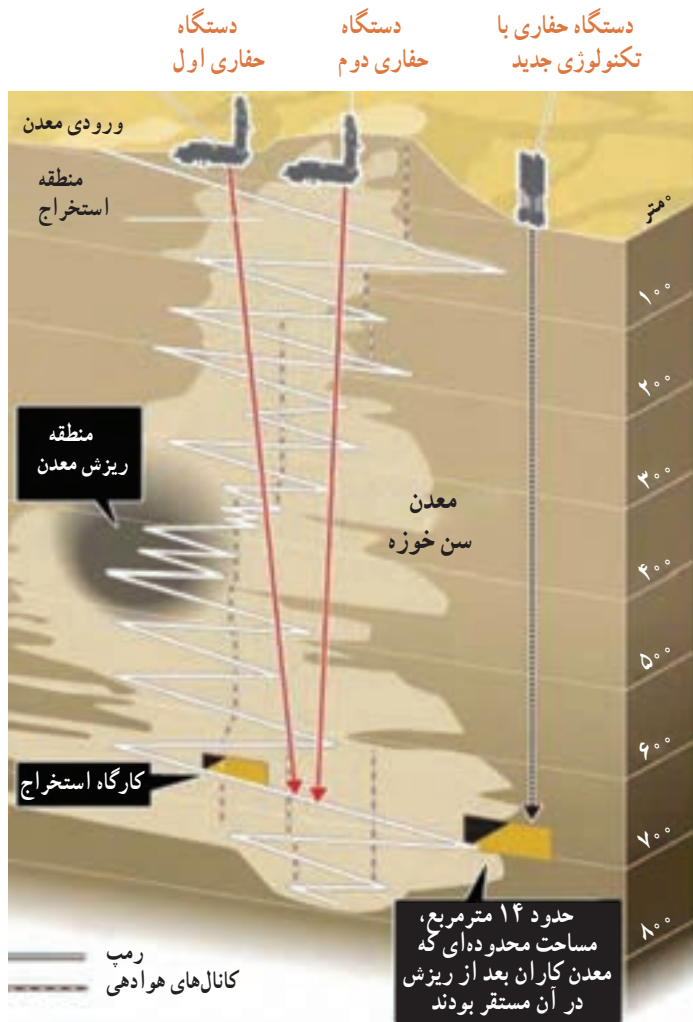 دستگاه حفاری با
تکنولوژی جدید
دستگاه
حفاری دوم
دستگاه
حفاری اول
ورودی معدن
منطقه
استخراج
۰متر
۱۰۰
۲۰۰
منطقه
ریزش معدن
۳۰۰
معدن
سن خوزه
۴۰۰
۵۰۰
۶۰۰
کارگاه استخراج
۷۰۰
۸۰۰
حدود ۱۴ مترمربع،
مساحت محدوده‌ای که
معدن کاران بعد از ریزش
در آن مستقر بودند
رمپ
کانال‌های هوادهی